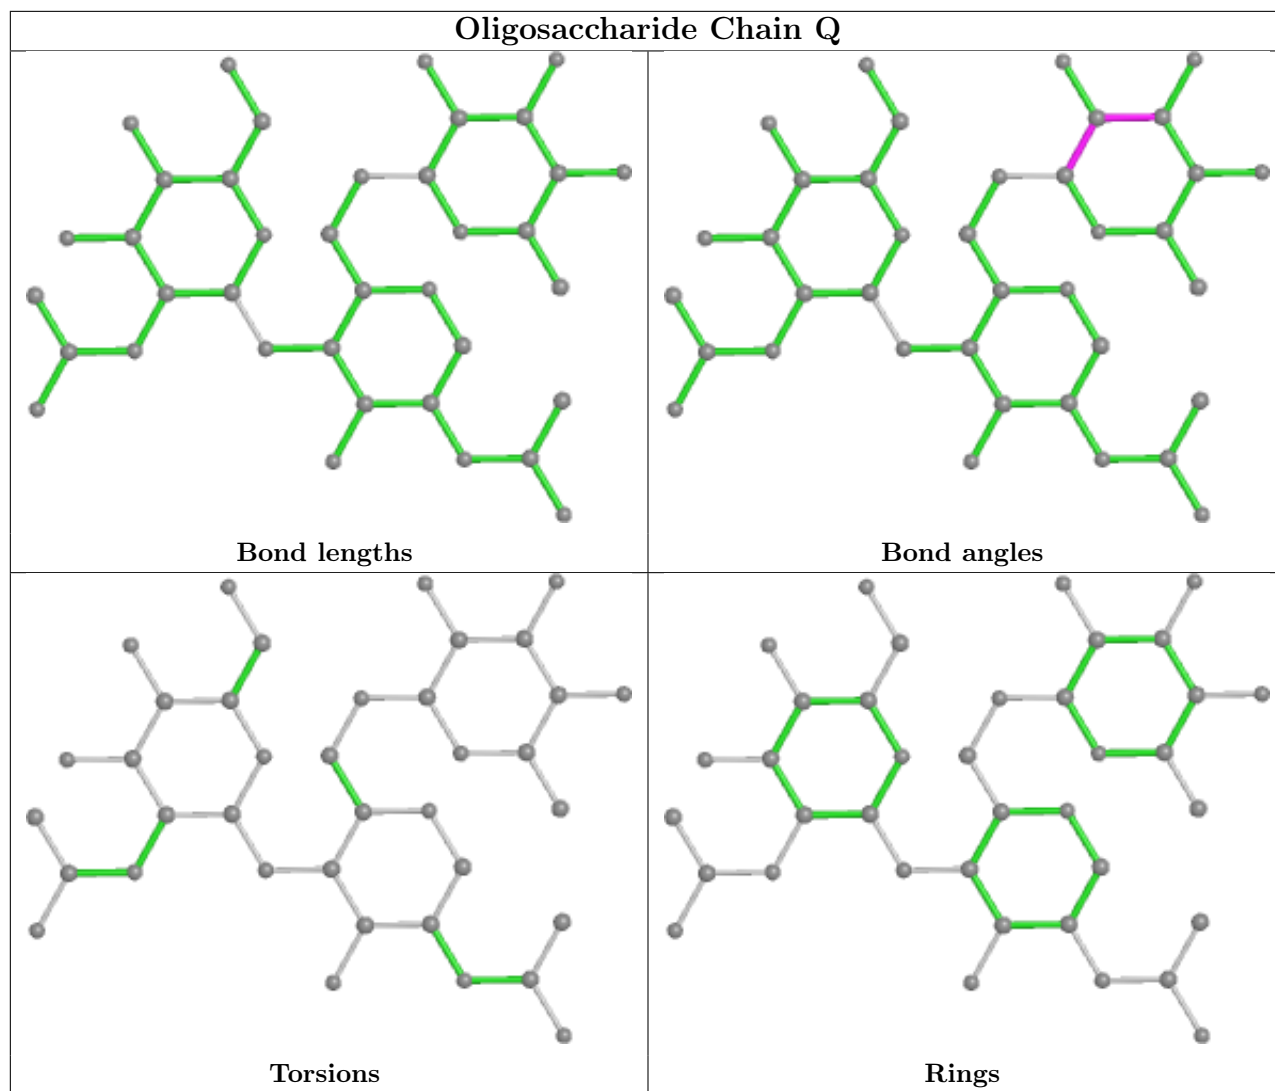 Oligosaccharide Chain Q
Bond lengths
Bond angles
Torsions
Rings